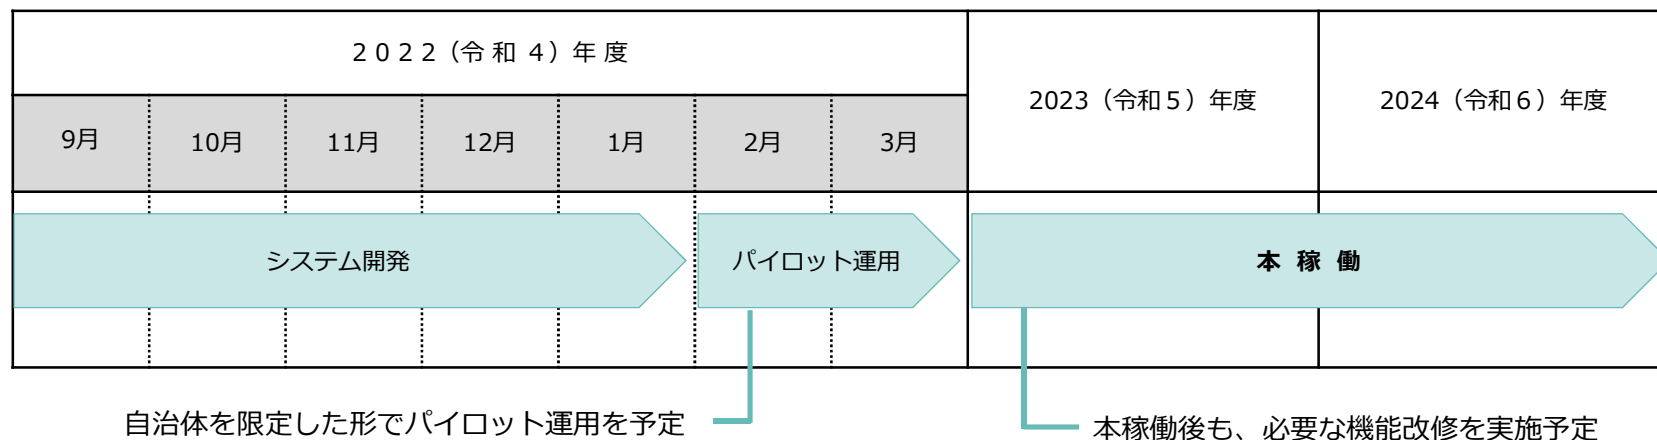 ２０２２（令和４）年度
2023（令和５）年度
2024（令和６）年度
9月
10月
11月
12月
1月
2月
3月
システム開発
パイロット運用
本稼働
自治体を限定した形でパイロット運用を予定
本稼働後も、必要な機能改修を実施予定